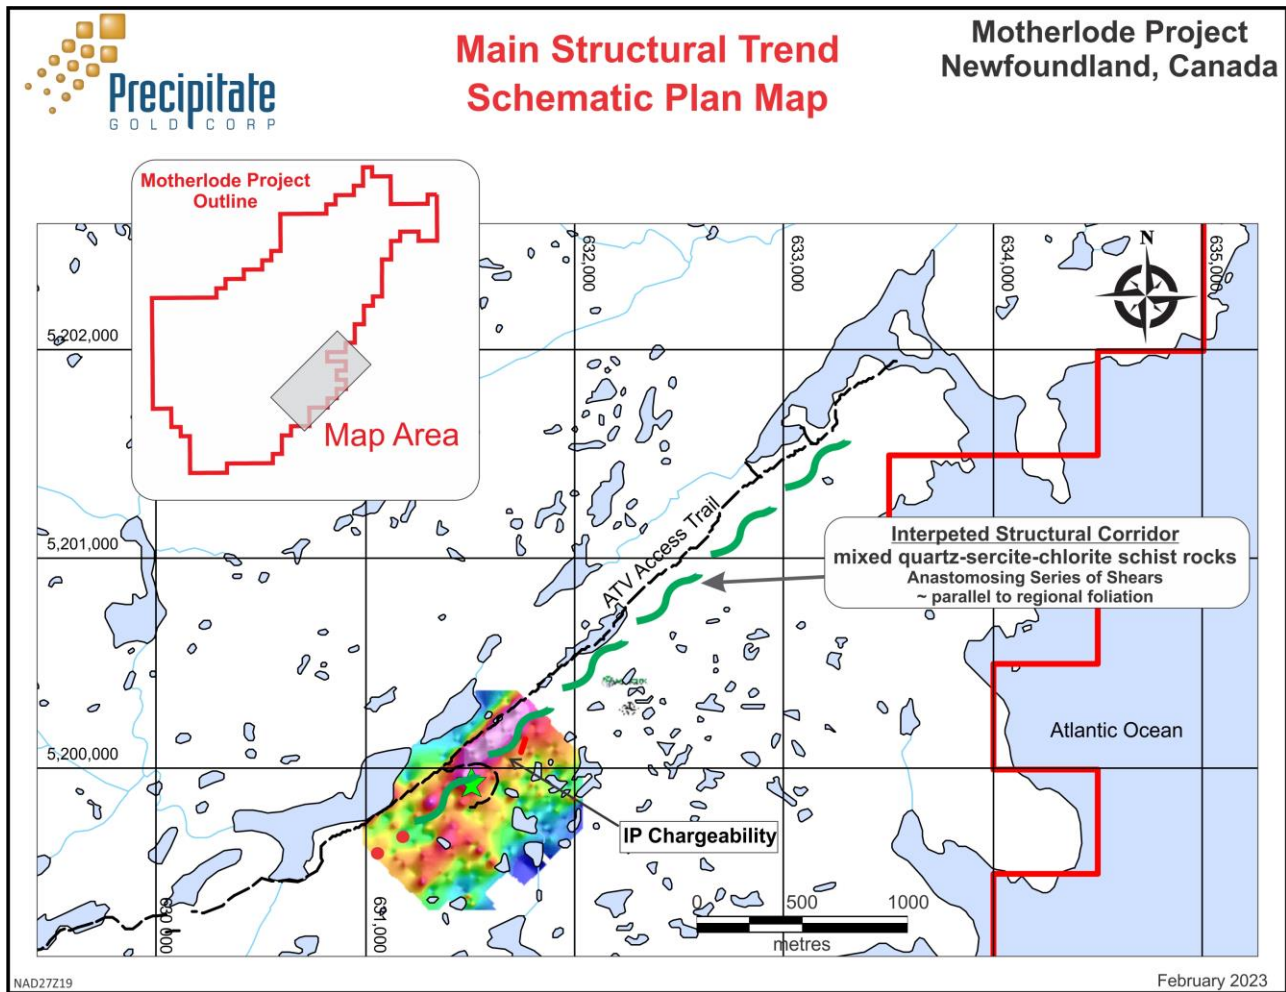 Precipitate
GOLD CORP
Main Structural Trend
Schematic Plan Map
Motherlode Project
Newfoundland, Canada
Motherlode Project
Outline
Map Area
632,000
633,000
634,000
635,000
N
5,202,000
5,201,000
5,200,000
ATV Access Trail
Interpeted Structural Corridor
mixed quartz-sercite-chlorite schist rocks
Anastomosing Series of Shears
~ parallel to regional foliation
Atlantic Ocean
IP Chargeability
630,000
631,000
0 500 1000
metres
NAD27Z19
February 2023